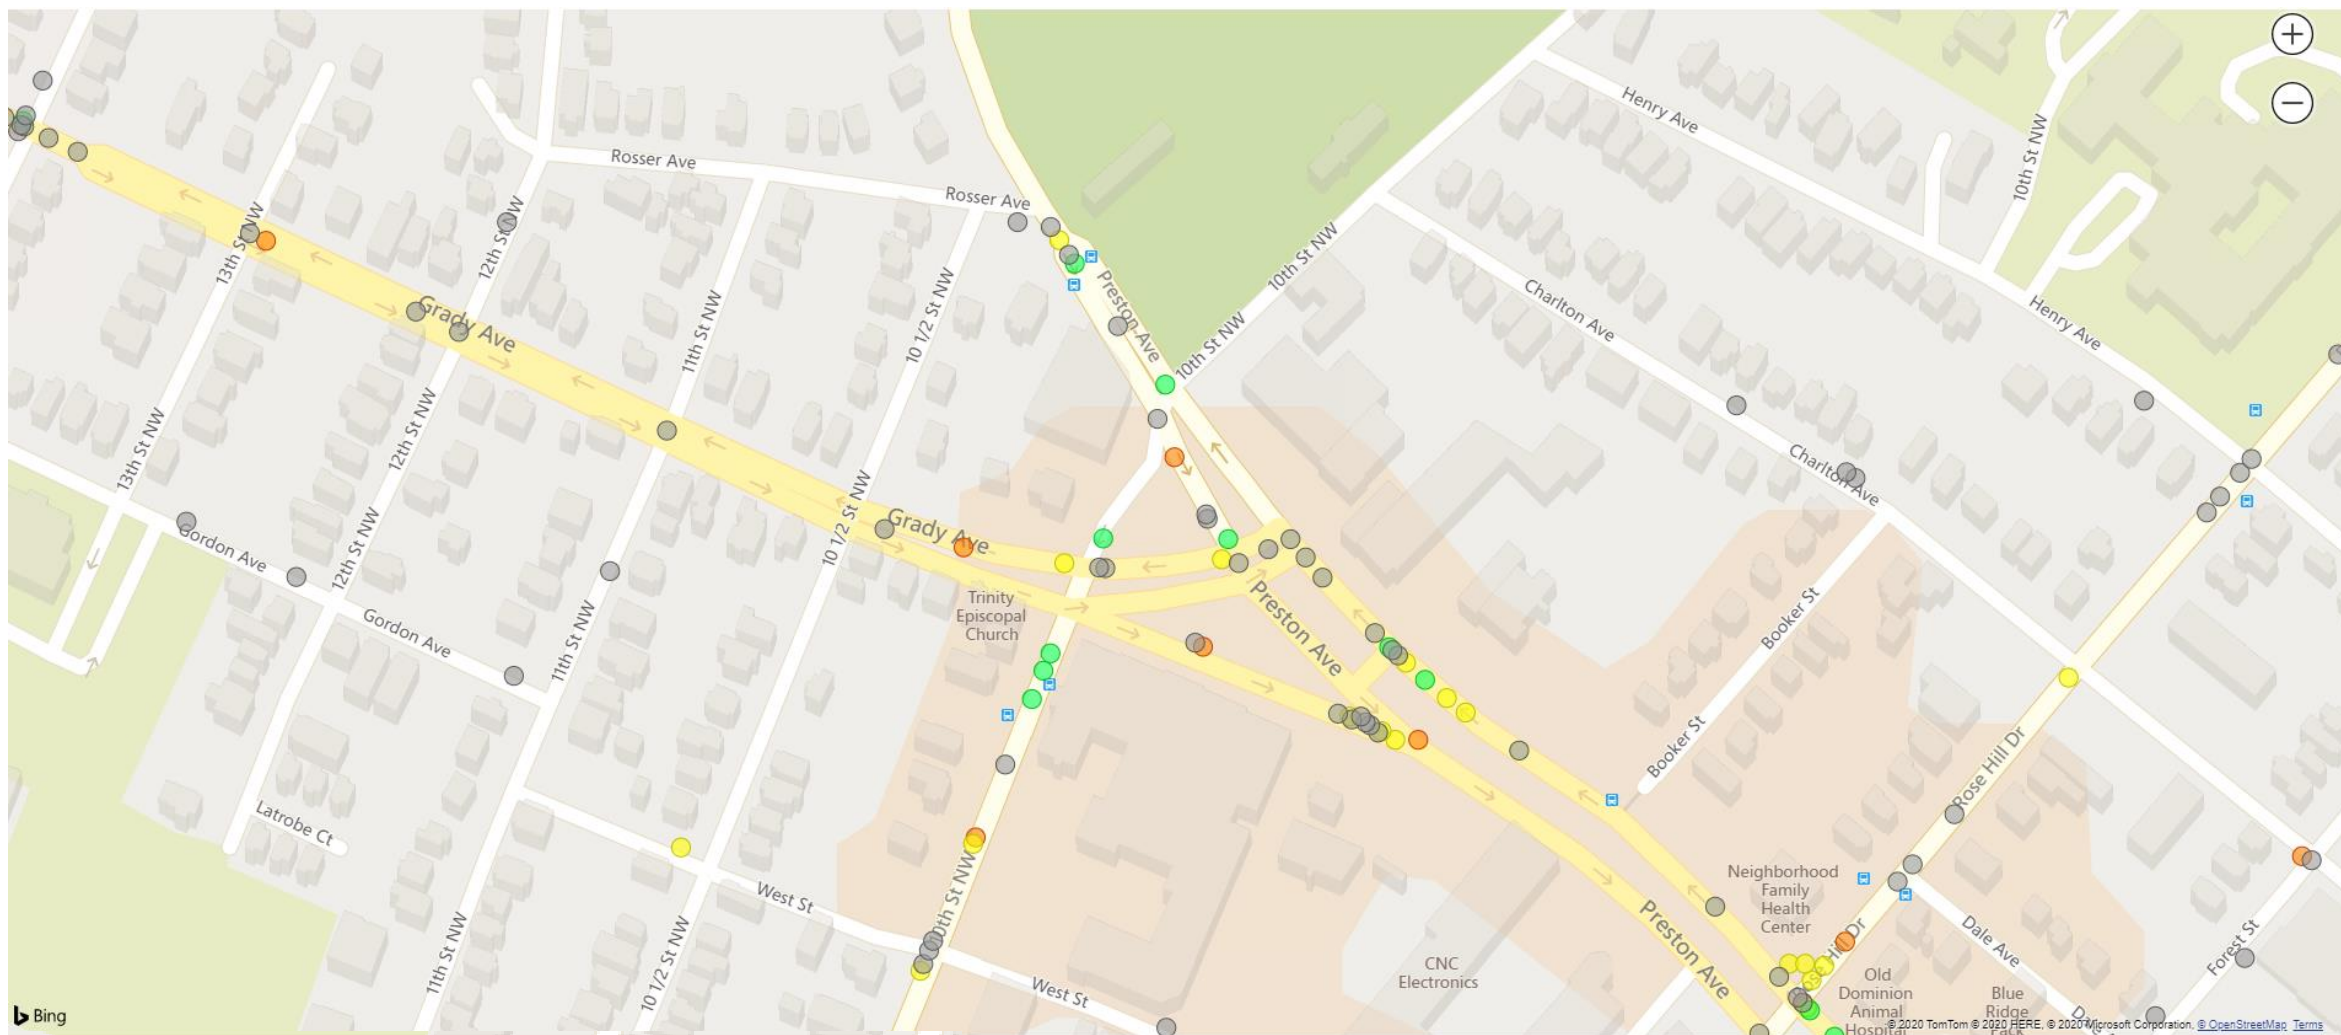 Henry Ave
10th St NW
Rosser Ave
Rosser Ave
13th St NW
12th St NW
10th St NW
Preston Ave
Charlton Ave
11th St NW
10 1/2 St NW
Grady Ave
10th St NW
Henry Ave
12th St NW
13th St NW
Charlton Ave
10 1/2 St NW
Grady Ave
Gordon Ave
12th St NW
Trinity
Episcopal
Church
Preston Ave
Booker St
Gordon Ave
11th St NW
Booker St
Rose Hill Dr
Latrobe Ct
West St
10th St NW
Neighborhood
Family
Health
Center
Preston Ave
11th St NW
10 1/2 St NW
Hill Dr
Dale Ave
Forest St
CNC
Electronics
West St
Old
Dominion
Animal
Hospital
Blue
Ridge
Bing
© 2020 TomTom © 2020 HERE, © 2020 Microsoft Corporation, © OpenStreetMap Terms